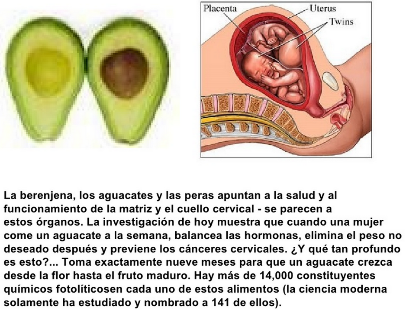 Placenta
Uterus
Twins
La berenjena, los aguacates y las peras apuntan a la salud y al
funcionamiento de la matriz y el cuello cervical - se parecen a
estos órganos. La investigación de hoy muestra que cuando una mujer
come un aguacate a la semana, balancea las hormonas, elimina el peso no
deseado después y previene los cánceres cervicales. ¿Y qué tan profundo
es esto?... Toma exactamente nueve meses para que un aguacate crezca
desde la flor hasta el fruto maduro. Hay más de 14,000 constituyentes
químicos fotolíticosen cada uno de estos alimentos (la ciencia moderna
solamente ha estudiado y nombrado a 141 de ellos).